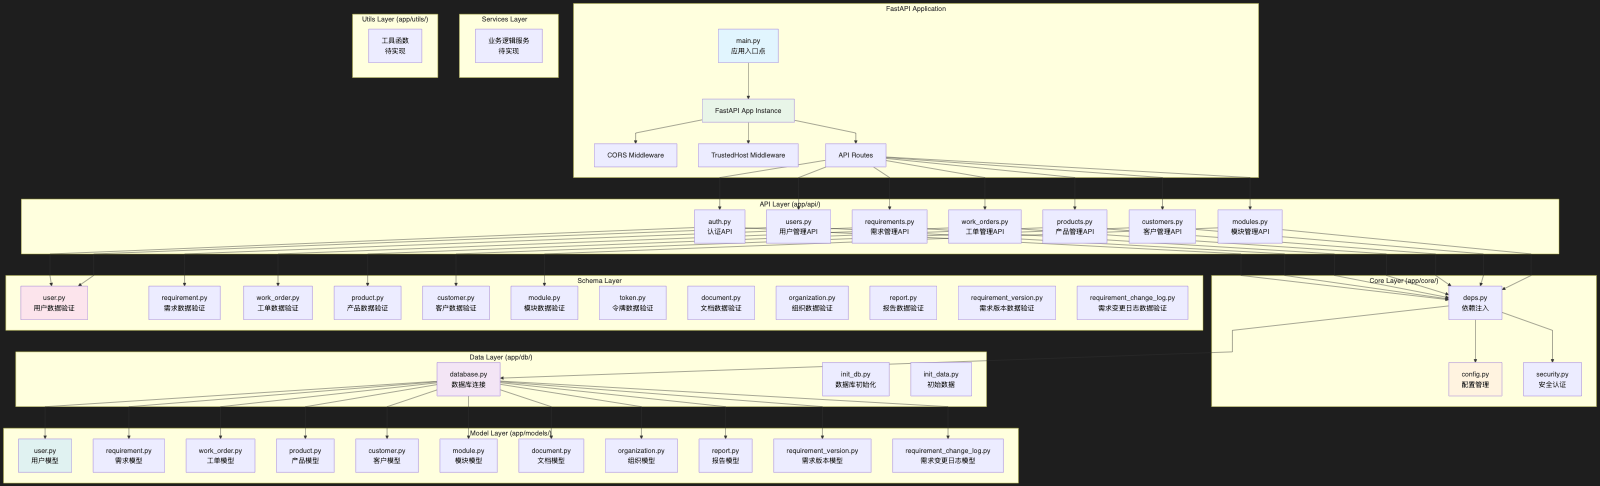 FastAPI Application
Utils Layer (app/utils/)
工具函数
待实现
Services Layer
业务逻辑服务
待实现
main.py
应用入口点
FastAPI App Instance
CORS Middleware
TrustedHost Middleware
API Routes
API Layer (app/api/)
auth.py
认证API
users.py
用户管理API
requirements.py
需求管理API
work_orders.py
工单管理API
products.py
产品管理API
customers.py
客户管理API
modules.py
模块管理API
Schema Layer
user.py
用户数据验证
requirement.py
需求数据验证
work_order.py
工单数据验证
product.py
产品数据验证
customer.py
客户数据验证
module.py
模块数据验证
token.py
令牌数据验证
document.py
文档数据验证
organization.py
组织数据验证
report.py
报告数据验证
requirement_version.py
需求版本数据验证
requirement_change_log.py
需求变更日志数据验证
Core Layer (app/core/)
deps.py
依赖注入
config.py
配置管理
security.py
安全认证
Data Layer (app/db/)
database.py
数据库连接
init_db.py
数据库初始化
init_data.py
初始数据
Model Layer (app/models/)
user.py
用户模型
requirement.py
需求模型
work_order.py
工单模型
product.py
产品模型
customer.py
客户模型
module.py
模块模型
document.py
文档模型
organization.py
组织模型
report.py
报告模型
requirement_version.py
需求版本模型
requirement_change_log.py
需求变更日志模型